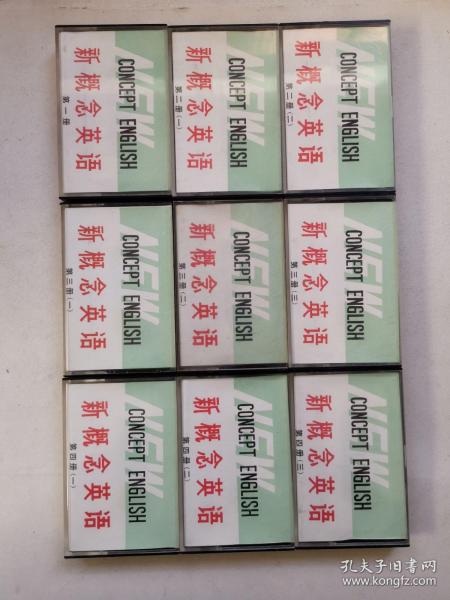 NEW
CONCEPT ENGLISH
新概念英语
第一册
NEW
CONCEPT ENGLISH
新概念英语
第二册(一)
NEW
CONCEPT ENGLISH
新概念英语
第二册(二)
NEW
CONCEPT ENGLISH
新概念英语
第三册(一)
NEW
CONCEPT ENGLISH
新概念英语
第三册(二)
NEW
CONCEPT ENGLISH
新概念英语
第三册(三)
NEW
CONCEPT ENGLISH
新概念英语
第四册(一)
NEW
CONCEPT ENGLISH
新概念英语
第四册(二)
NEW
CONCEPT ENGLISH
新概念英语
第四册(三)
孔夫子旧书网
www.kongfz.com